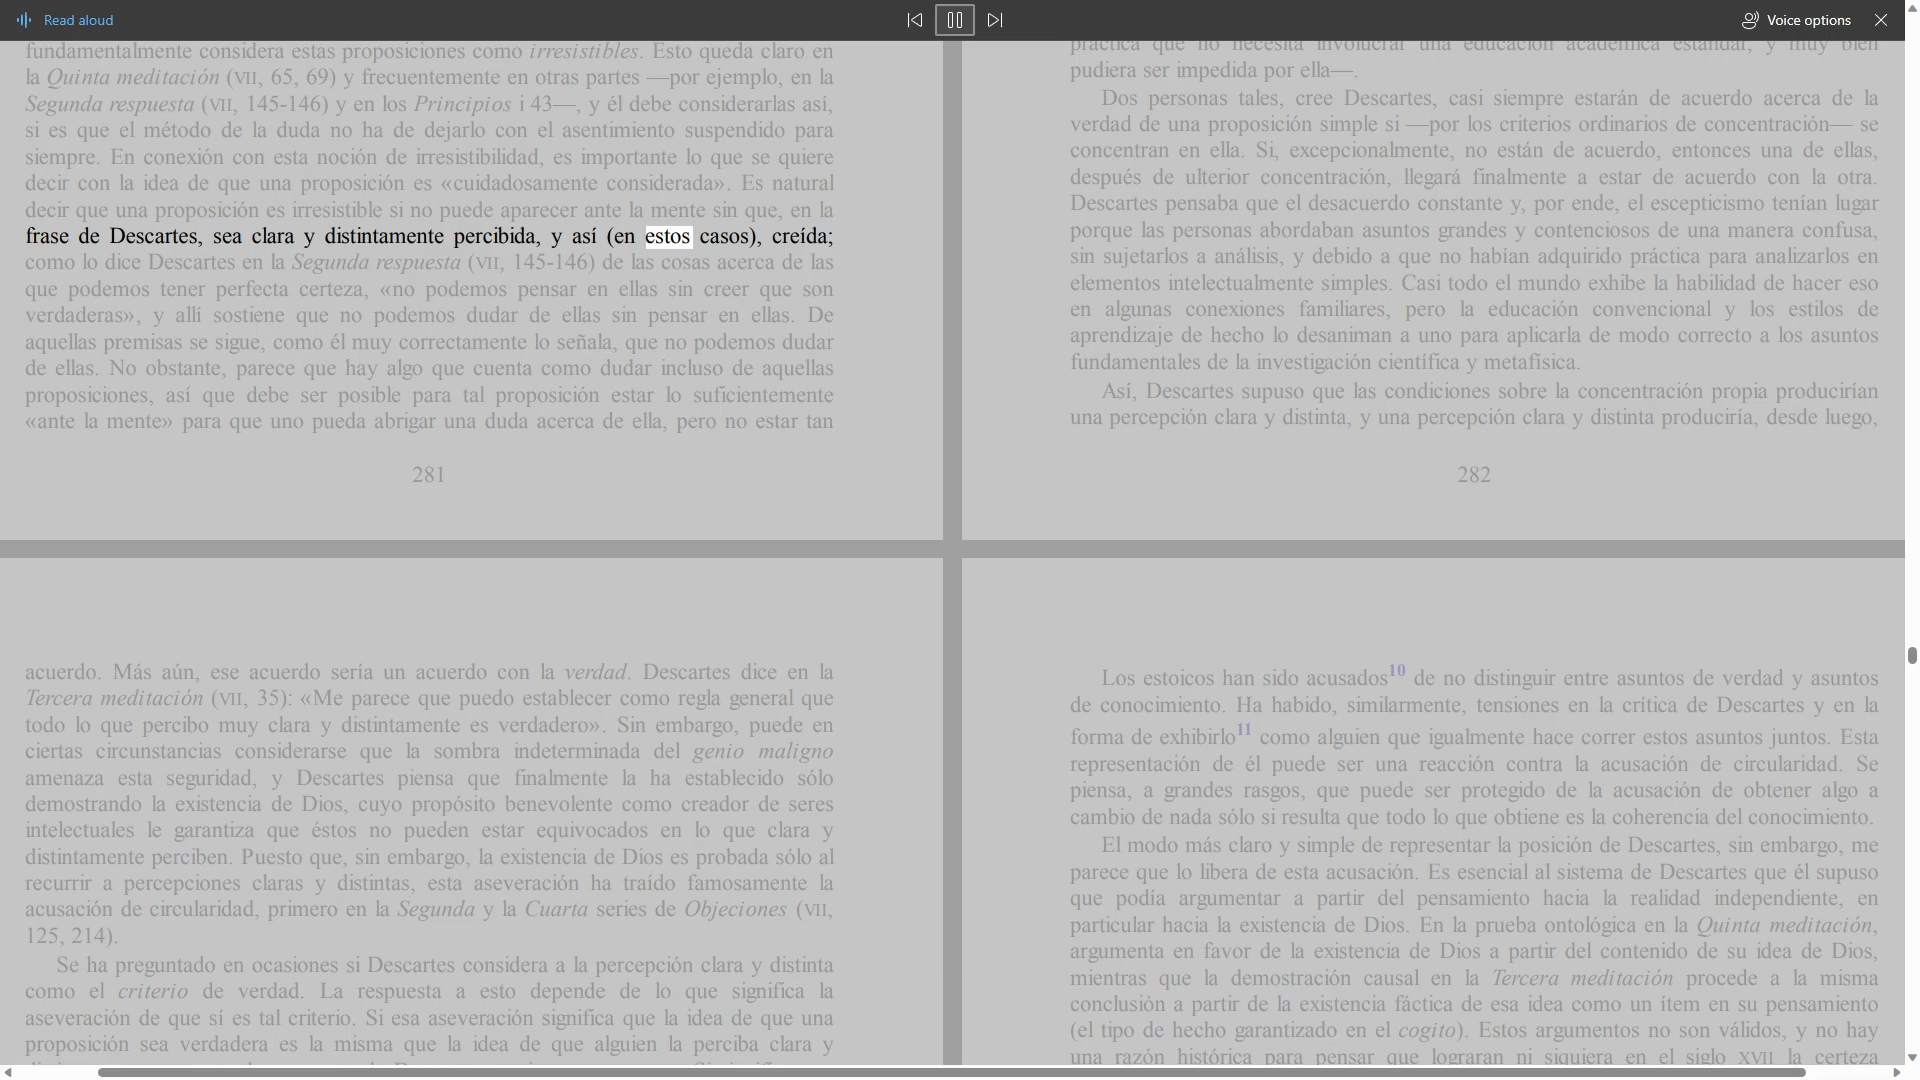 Read aloud
Voice options
fundamentalmente considera estas proposiciones como irresistibles. Esto queda claro en
la Quinta meditación (VII, 65, 69) y frecuentemente en otras partes —por ejemplo, en la
Segunda respuesta (VII, 145-146) y en los Principios i 43—, y él debe considerarlas así,
si es que el método de la duda no ha de dejarlo con el asentimiento suspendido para
siempre. En conexión con esta noción de irresistibilidad, es importante lo que se quiere
decir con la idea de que una proposición es «cuidadosamente considerada». Es natural
decir que una proposición es irresistible si no puede aparecer ante la mente sin que, en la
frase de Descartes, sea clara y distintamente percibida, y así (en estos casos), creída;
como lo dice Descartes en la Segunda respuesta (VII, 145-146) de las cosas acerca de las
que podemos tener perfecta certeza, «no podemos pensar en ellas sin creer que son
verdaderas», y allí sostiene que no podemos dudar de ellas sin pensar en ellas. De
aquellas premisas se sigue, como él muy correctamente lo señala, que no podemos dudar
de ellas. No obstante, parece que hay algo que cuenta como dudar incluso de aquellas
proposiciones, así que debe ser posible para tal proposición estar lo suficientemente
«ante la mente» para que uno pueda abrigar una duda acerca de ella, pero no estar tan
281
práctica que no necesita involucrar una educación académica estándar, y muy bien
pudiera ser impedida por ella—.
Dos personas tales, cree Descartes, casi siempre estarán de acuerdo acerca de la
verdad de una proposición simple si —por los criterios ordinarios de concentración— se
concentran en ella. Si, excepcionalmente, no están de acuerdo, entonces una de ellas,
después de ulterior concentración, llegará finalmente a estar de acuerdo con la otra.
Descartes pensaba que el desacuerdo constante y, por ende, el escepticismo tenían lugar
porque las personas abordaban asuntos grandes y contenciosos de una manera confusa,
sin sujetarlos a análisis, y debido a que no habían adquirido práctica para analizarlos en
elementos intelectualmente simples. Casi todo el mundo exhibe la habilidad de hacer eso
en algunas conexiones familiares, pero la educación convencional y los estilos de
aprendizaje de hecho lo desaniman a uno para aplicarla de modo correcto a los asuntos
fundamentales de la investigación científica y metafísica.
Así, Descartes supuso que las condiciones sobre la concentración propia producirían
una percepción clara y distinta, y una percepción clara y distinta produciría, desde luego,
282
acuerdo. Más aún, ese acuerdo sería un acuerdo con la verdad. Descartes dice en la
Tercera meditación (VII, 35): «Me parece que puedo establecer como regla general que
todo lo que percibo muy clara y distintamente es verdadero». Sin embargo, puede en
ciertas circunstancias considerarse que la sombra indeterminada del genio maligno
amenaza esta seguridad, y Descartes piensa que finalmente la ha establecido sólo
demostrando la existencia de Dios, cuyo propósito benevolente como creador de seres
intelectuales le garantiza que éstos no pueden estar equivocados en lo que clara y
distintamente perciben. Puesto que, sin embargo, la existencia de Dios es probada sólo al
recurrir a percepciones claras y distintas, esta aseveración ha traído famosamente la
acusación de circularidad, primero en la Segunda y la Cuarta series de Objeciones (VII,
125, 214).
Se ha preguntado en ocasiones si Descartes considera a la percepción clara y distinta
como el criterio de verdad. La respuesta a esto depende de lo que significa la
aseveración de que sí es tal criterio. Si esa aseveración significa que la idea de que una
proposición sea verdadera es la misma que la idea de que alguien la perciba clara y
Los estoicos han sido acusados10 de no distinguir entre asuntos de verdad y asuntos
de conocimiento. Ha habido, similarmente, tensiones en la crítica de Descartes y en la
forma de exhibirlo11 como alguien que igualmente hace correr estos asuntos juntos. Esta
representación de él puede ser una reacción contra la acusación de circularidad. Se
piensa, a grandes rasgos, que puede ser protegido de la acusación de obtener algo a
cambio de nada sólo si resulta que todo lo que obtiene es la coherencia del conocimiento.
El modo más claro y simple de representar la posición de Descartes, sin embargo, me
parece que lo libera de esta acusación. Es esencial al sistema de Descartes que él supuso
que podía argumentar a partir del pensamiento hacia la realidad independiente, en
particular hacia la existencia de Dios. En la prueba ontológica en la Quinta meditación,
argumenta en favor de la existencia de Dios a partir del contenido de su idea de Dios,
mientras que la demostración causal en la Tercera meditación procede a la misma
conclusión a partir de la existencia fáctica de esa idea como un ítem en su pensamiento
(el tipo de hecho garantizado en el cogito). Estos argumentos no son válidos, y no hay
una razón histórica para pensar que lograran ni siquiera en el siglo XVII la certeza